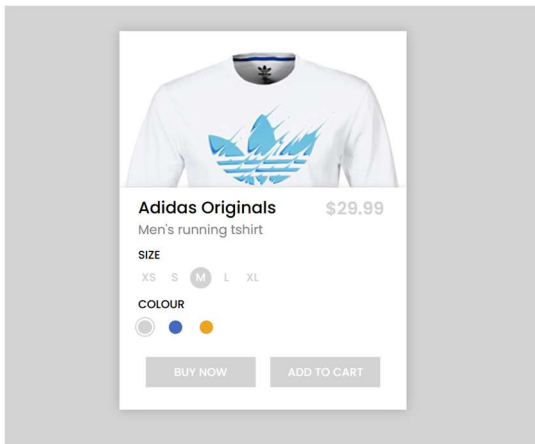 Adidas Originals $29.99
Men's running tshirt
SIZE
XS S M L XL
COLOUR
BUY NOW ADD TO CART